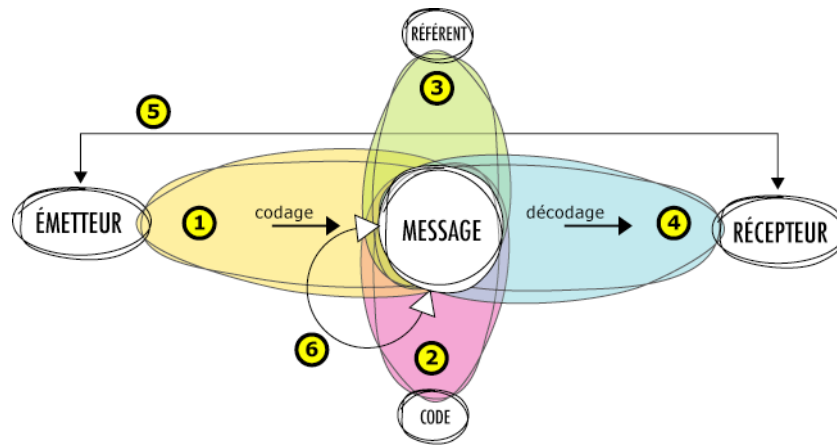 RÉFÉRENT
3
5
ÉMETTEUR
1
codage
MESSAGE
décodage
4
RÉCEPTEUR
6
2
CODE